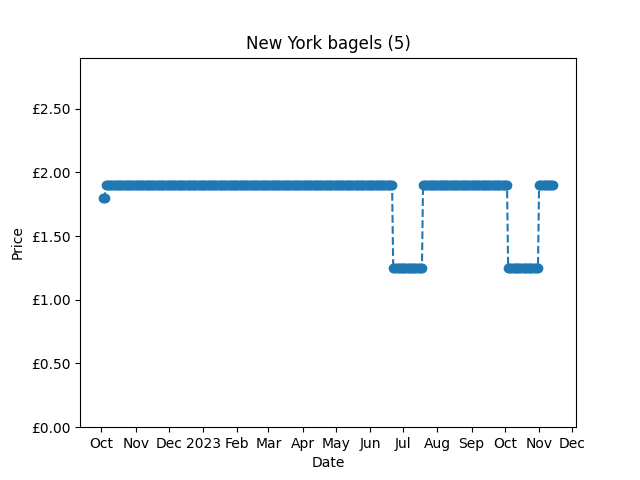 New York bagels (5)
£2.50
£2.00
£1.50
£1.00
£0.50
£0.00
Price
Oct Nov Dec 2023 Feb Mar Apr May Jun Jul Aug Sep Oct Nov Dec
Date